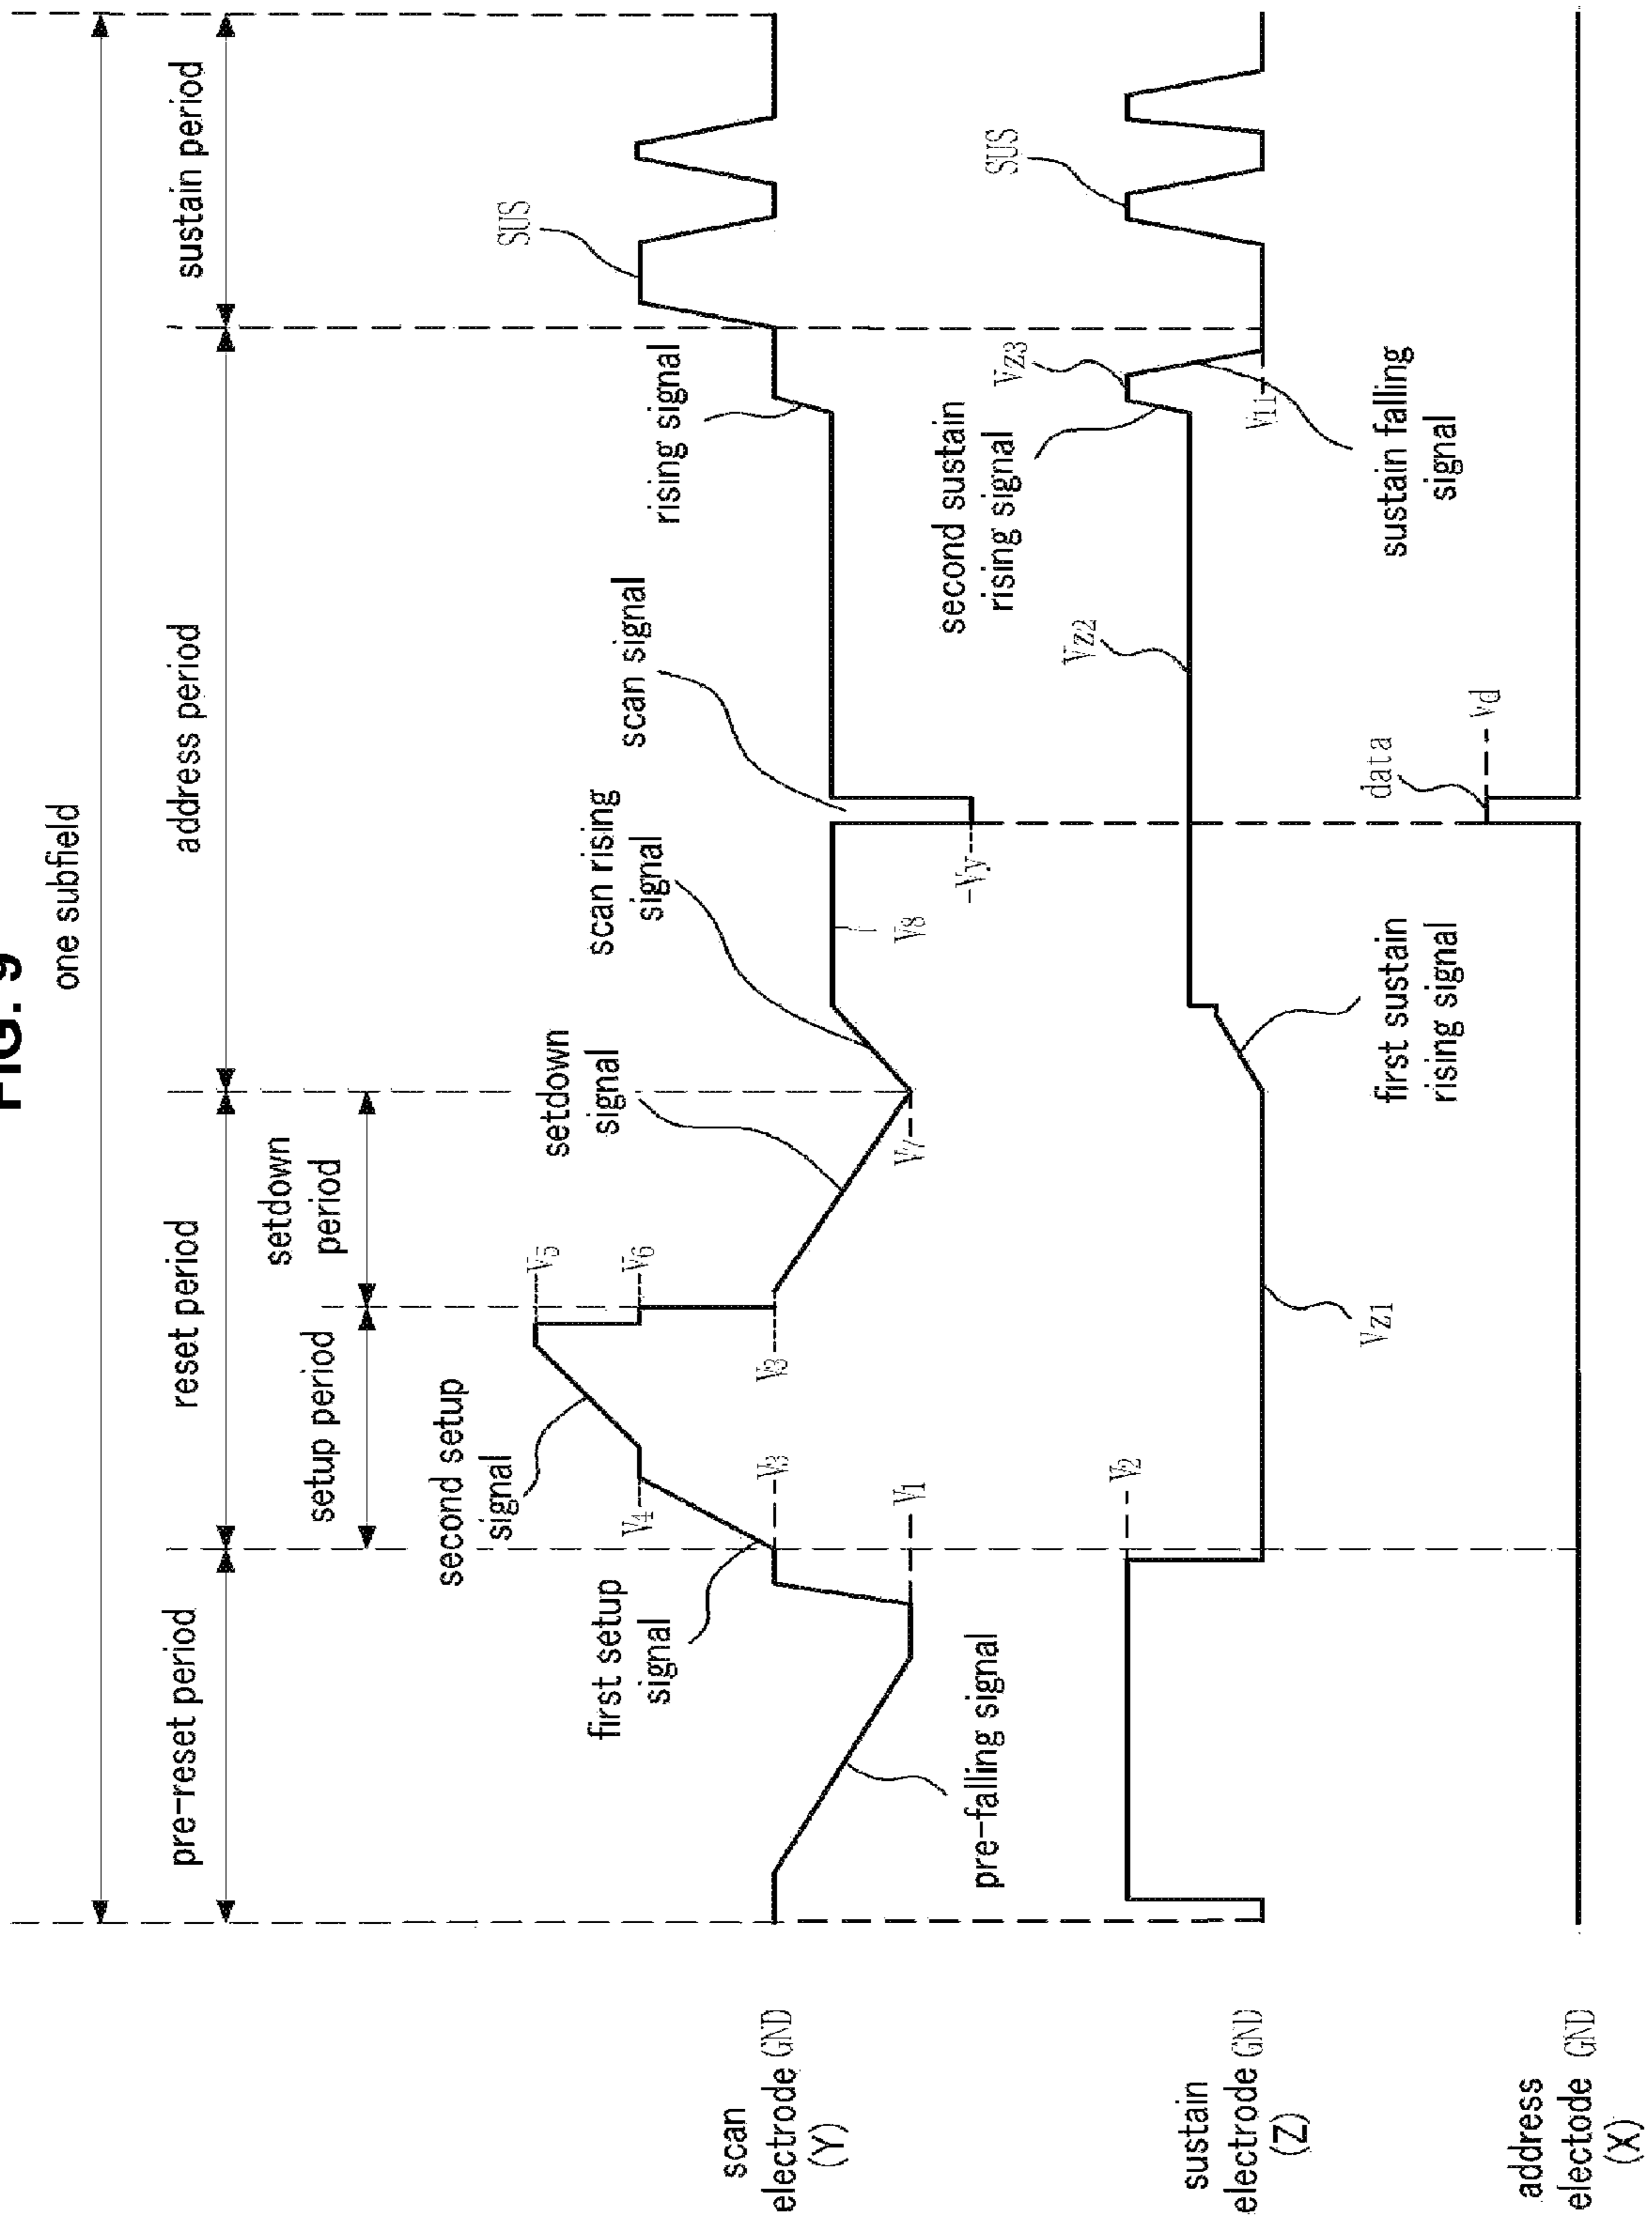 FIG. 9
one subfield
pre-reset period
reset period
address period
sustain period
setup period
setdown
period
second setup
signal
first setup
signal
pre-falling signal
setdown
signal
scan rising
signal
scan signal
rising signal
SUS
V1
V3
V4
V5
V6
V3
V7
V8
-Vy
scan
electrode GND
(Y)
V2
Vz1
first sustain
rising signal
Vz2
second sustain
rising signal
Vz3
V11
sustain falling
signal
SUS
sustain
electrode GND
(Z)
data
Vd
address
electode GND
(X)